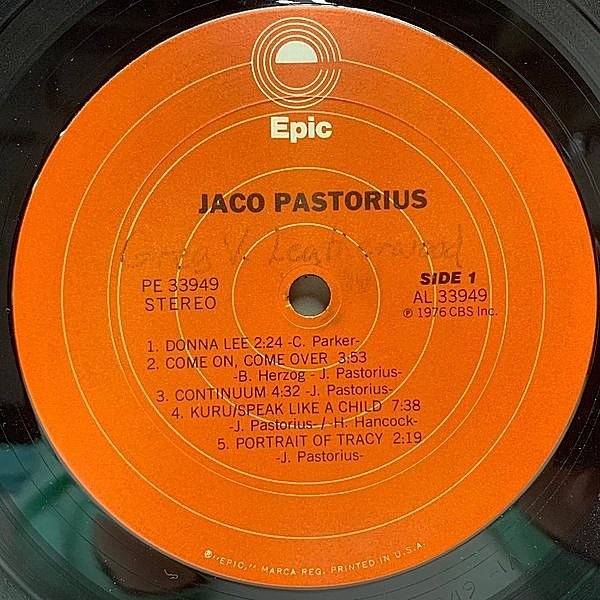 Epic
JACO PASTORIUS
Greg V. Leatherwood
PE 33949
STEREO
SIDE 1
AL 33949
℗ 1976 CBS Inc.
1. DONNA LEE 2:24 -C. Parker-
2. COME ON, COME OVER 3:53
-B. Herzog - J. Pastorius-
3. CONTINUUM 4:32 -J. Pastorius-
4. KURU/SPEAK LIKE A CHILD 7:38
-J. Pastorius-/-H. Hancock-
5. PORTRAIT OF TRACY 2:19
-J. Pastorius-
®"EPIC," MARCA REG. PRINTED IN U.S.A.